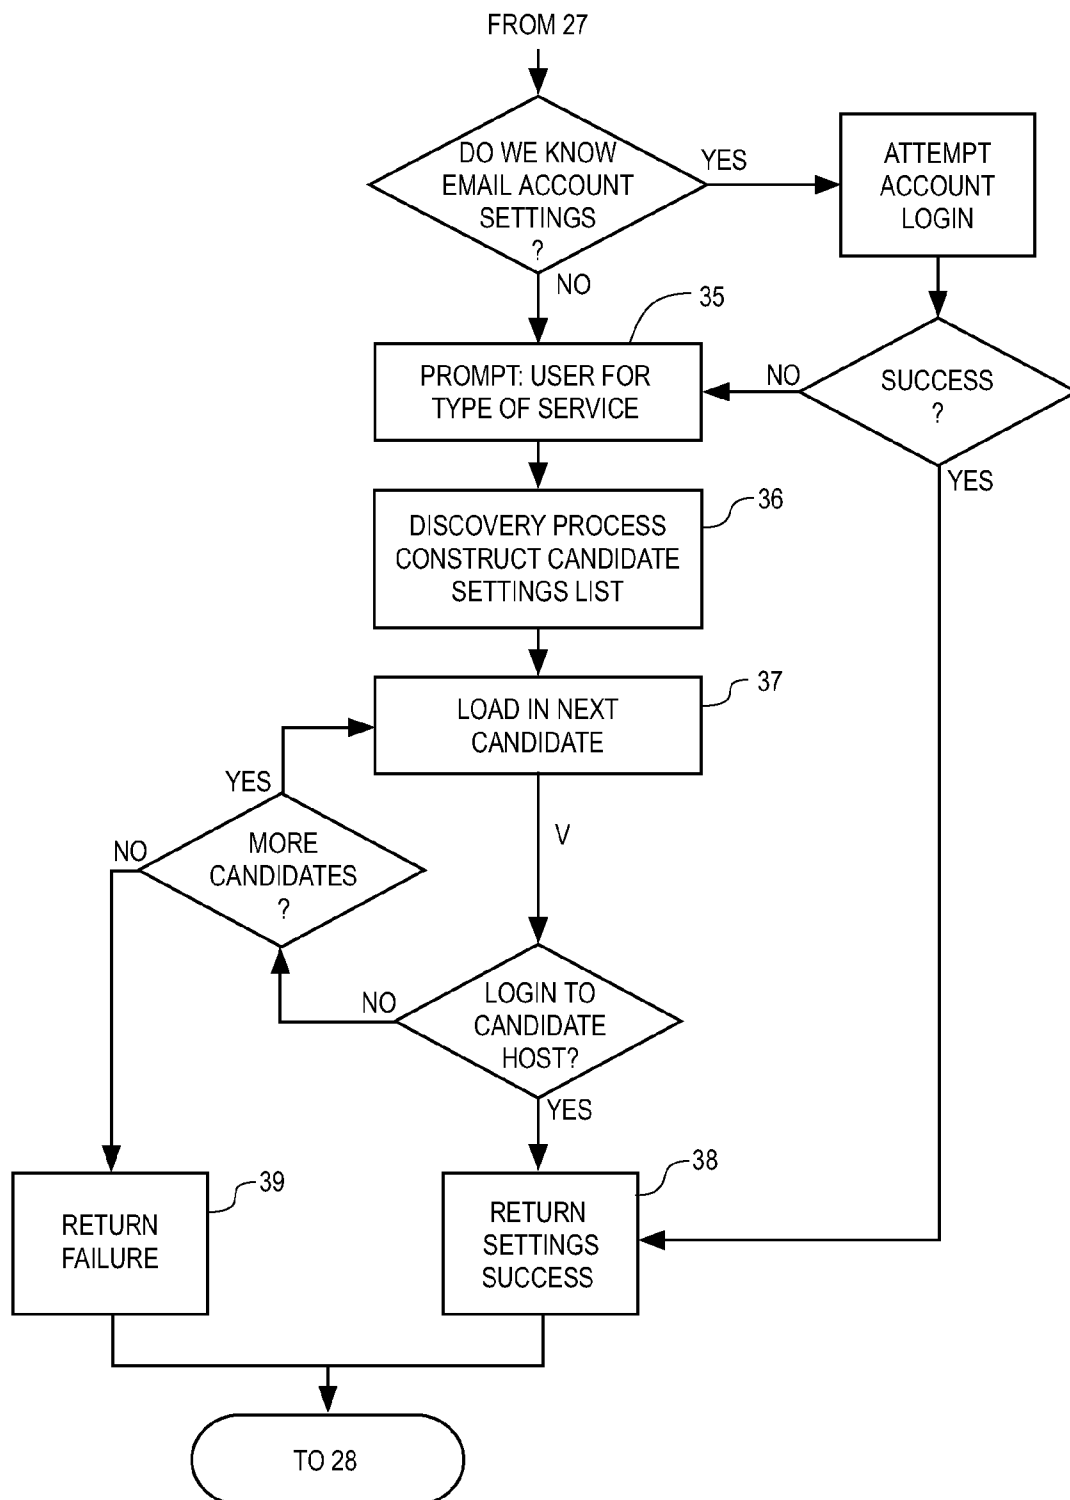 FROM 27
DO WE KNOW
EMAIL ACCOUNT
SETTINGS
?
YES
ATTEMPT
ACCOUNT
LOGIN
NO
35
PROMPT: USER FOR
TYPE OF SERVICE
NO
SUCCESS
?
YES
36
DISCOVERY PROCESS
CONSTRUCT CANDIDATE
SETTINGS LIST
37
LOAD IN NEXT
CANDIDATE
YES
MORE
CANDIDATES
?
NO
V
NO
LOGIN TO
CANDIDATE
HOST?
YES
38
39
RETURN
FAILURE
RETURN
SETTINGS
SUCCESS
TO 28